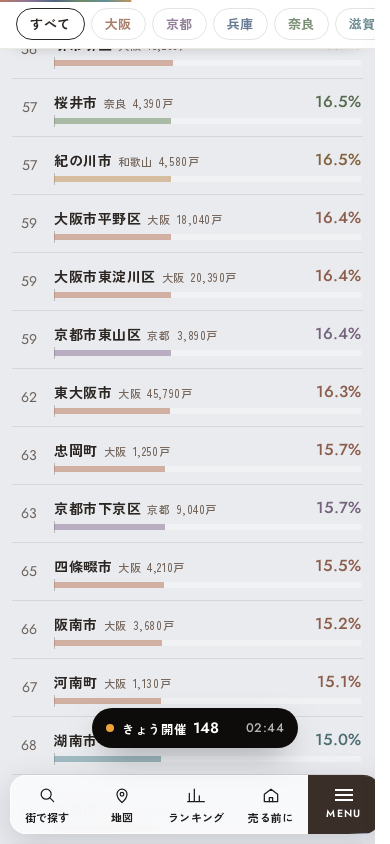 すべて 大阪 京都 兵庫 奈良 滋賀
57 桜井市 奈良 4,390戸 16.5%
57 紀の川市 和歌山 4,580戸 16.5%
59 大阪市平野区 大阪 18,040戸 16.4%
59 大阪市東淀川区 大阪 20,390戸 16.4%
59 京都市東山区 京都 3,890戸 16.4%
62 東大阪市 大阪 45,790戸 16.3%
63 忠岡町 大阪 1,250戸 15.7%
63 京都市下京区 京都 9,040戸 15.7%
65 四條畷市 大阪 4,210戸 15.5%
66 阪南市 大阪 3,680戸 15.2%
67 河南町 大阪 1,130戸 15.1%
きょう開催 148 02:44
68 湖南市 15.0%
街で探す 地図 ランキング 売る前に MENU